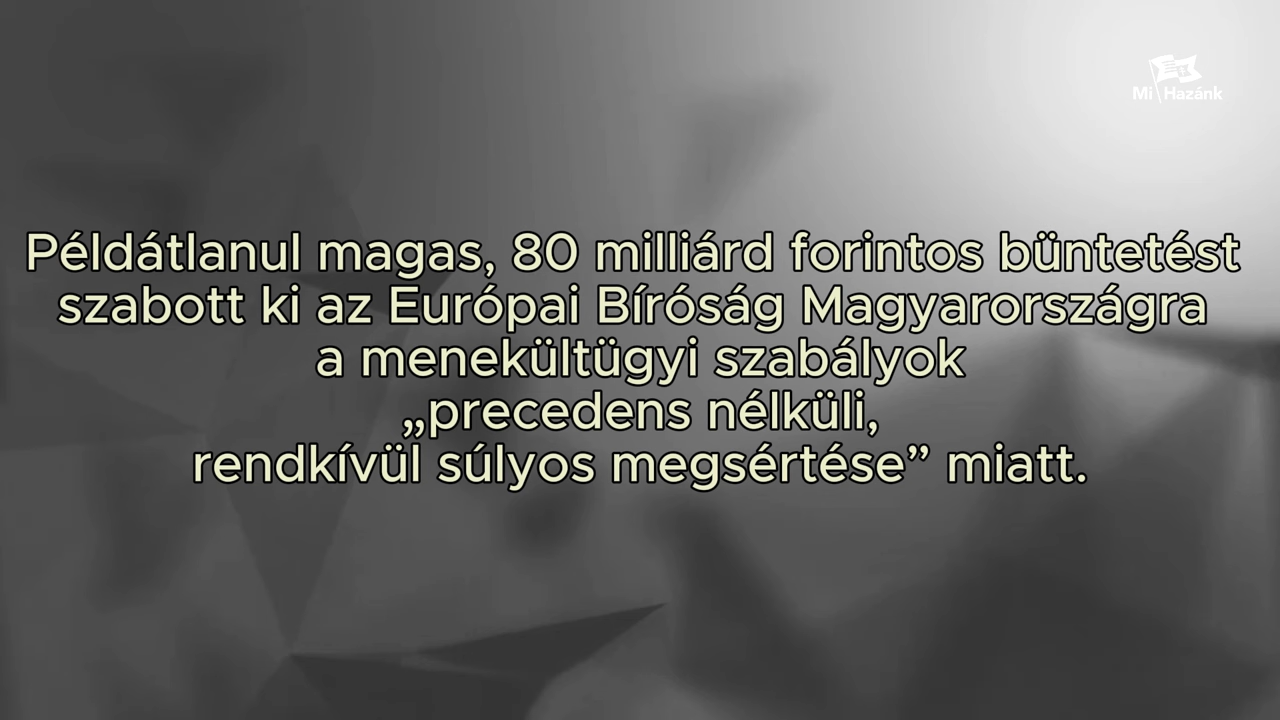 Mi Hazánk
Példátlanul magas, 80 milliárd forintos büntetést
szabott ki az Európai Bíróság Magyarországra
a menekültügyi szabályok
„precedens nélküli,
rendkívül súlyos megsértése” miatt.